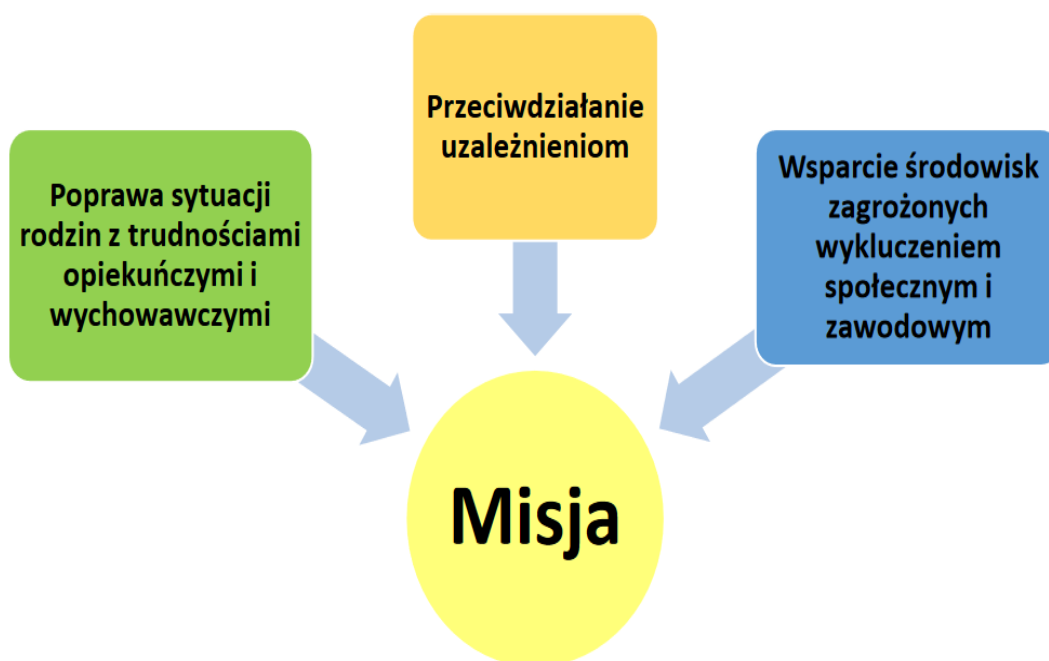 Poprawa sytuacji
rodzin z trudnościami
opiekuńczymi i
wychowawczymi
Przeciwdziałanie
uzależnieniom
Wsparcie środowisk
zagrożonych
wykluczeniem
społecznym i
zawodowym
Misja